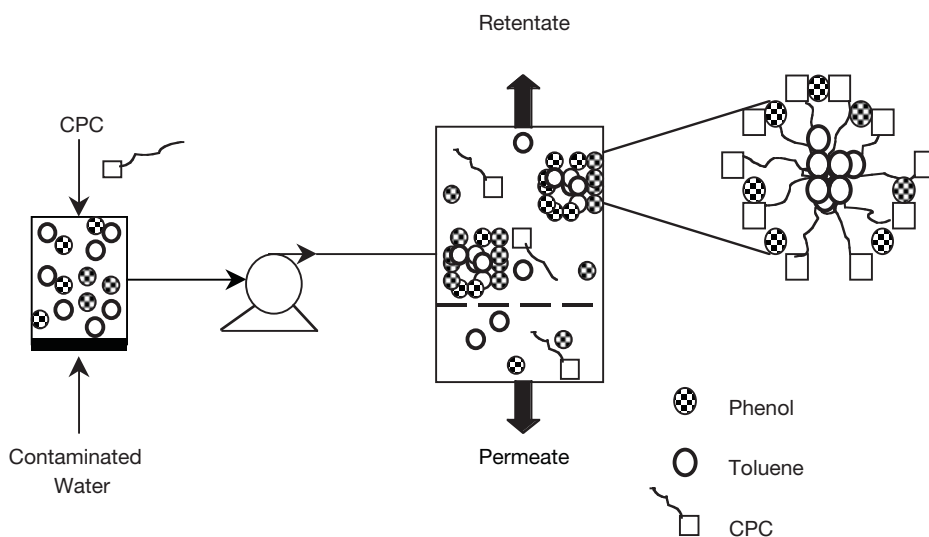 Retentate
CPC
Contaminated
Water
Permeate
Phenol
Toluene
CPC